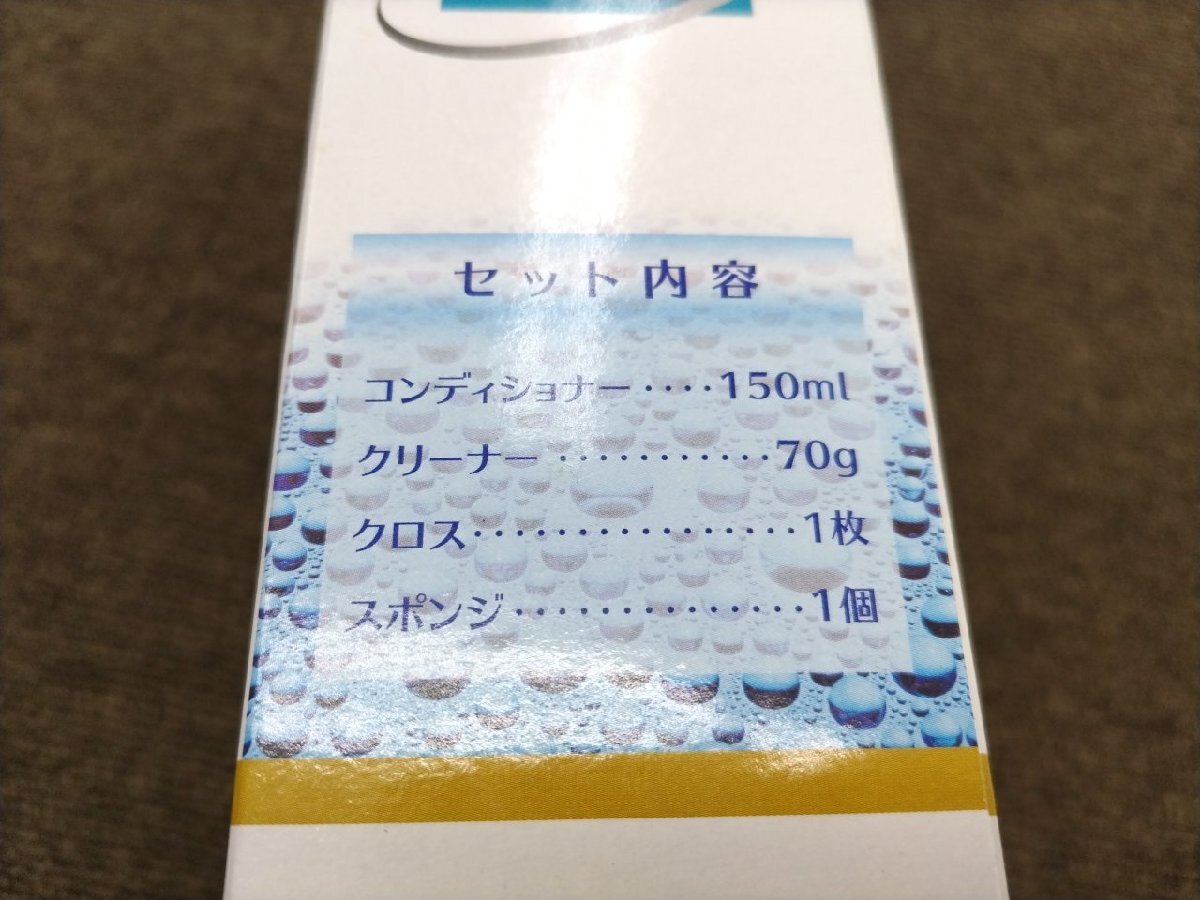 セット内容
コンディショナー････150ml
クリーナー ･･･････････70g
クロス･････････････････1枚
スポンジ･･･････････････1個